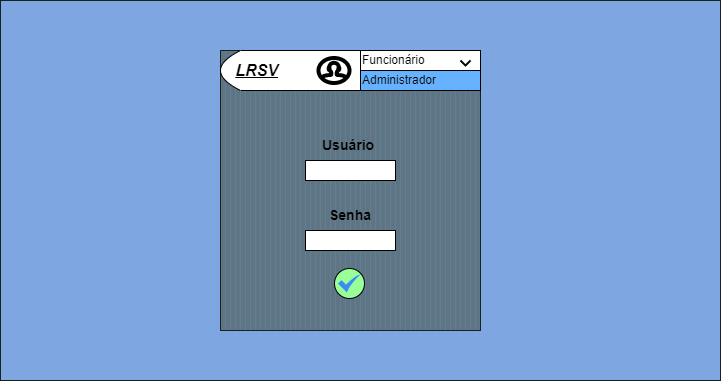 LRSV
Funcionário
Administrador
Usuário
Senha